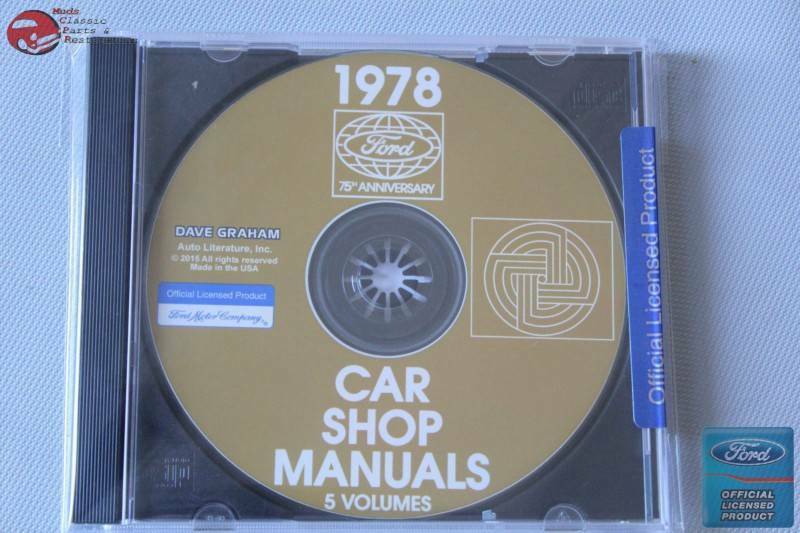 Muds
Classic
Parts &
Restorations
1978
Ford
75TH ANNIVERSARY
DAVE GRAHAM
Auto Literature, Inc.
© 2015 All rights reserved
Made in the USA
Official Licensed Product
Ford Motor Company®
CAR
SHOP
MANUALS
5 VOLUMES
Official Licensed Product
Ford
OFFICIAL
LICENSED
PRODUCT